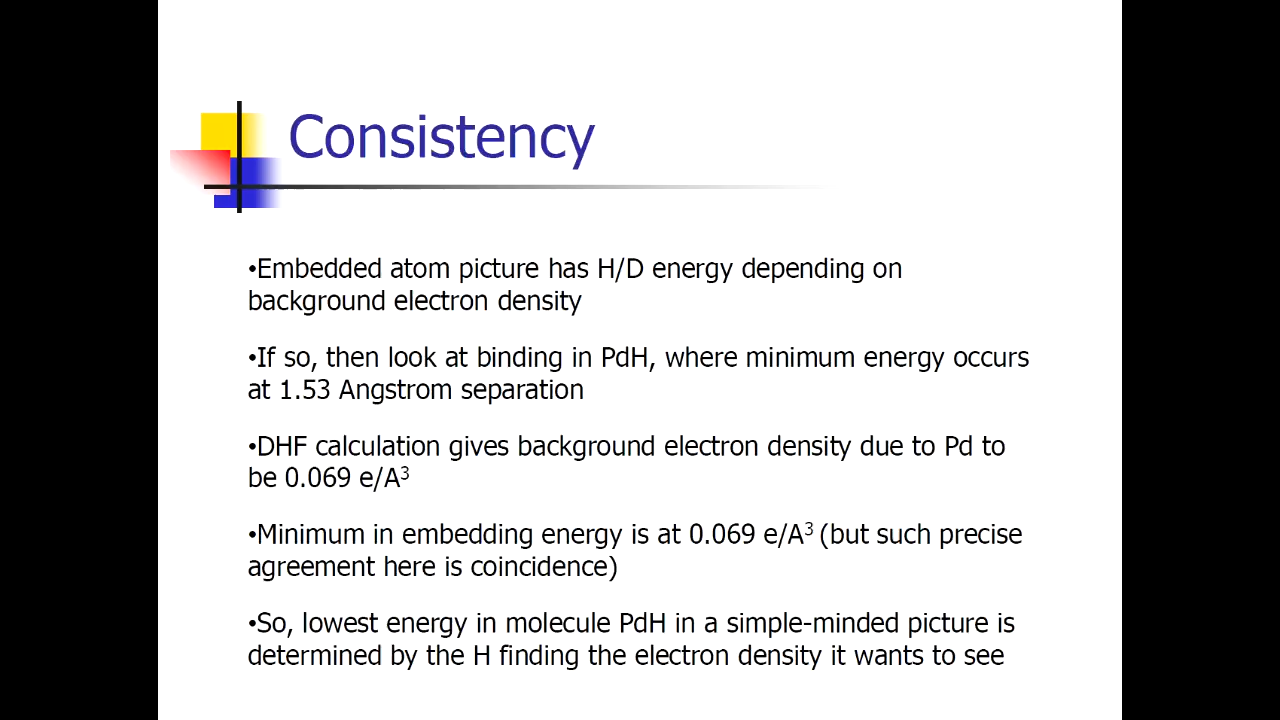 Consistency
•Embedded atom picture has H/D energy depending on
background electron density
•If so, then look at binding in PdH, where minimum energy occurs
at 1.53 Angstrom separation
•DHF calculation gives background electron density due to Pd to
be 0.069 e/A³
•Minimum in embedding energy is at 0.069 e/A³ (but such precise
agreement here is coincidence)
•So, lowest energy in molecule PdH in a simple-minded picture is
determined by the H finding the electron density it wants to see